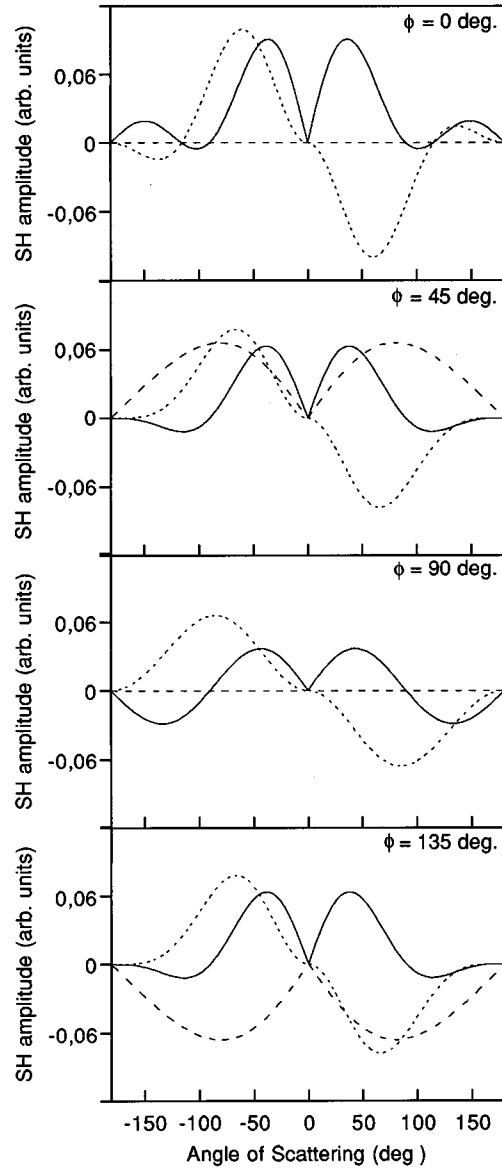 SH amplitude (arb. units)
ϕ = 0 deg.
0,06
0
-0,06
SH amplitude (arb. units)
ϕ = 45 deg.
0,06
0
-0,06
SH amplitude (arb. units)
ϕ = 90 deg.
0,06
0
-0,06
SH amplitude (arb. units)
ϕ = 135 deg.
0,06
0
-0,06
-150 -100 -50 0 50 100 150
Angle of Scattering (deg )